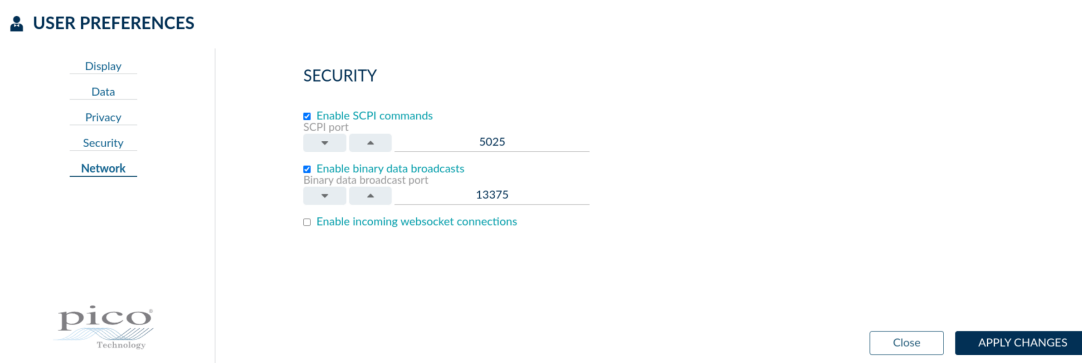 USER PREFERENCES
Display
Data
Privacy
Security
Network
SECURITY
Enable SCPI commands
SCPI port
5025
Enable binary data broadcasts
Binary data broadcast port
13375
Enable incoming websocket connections
pico
Technology
Close
APPLY CHANGES